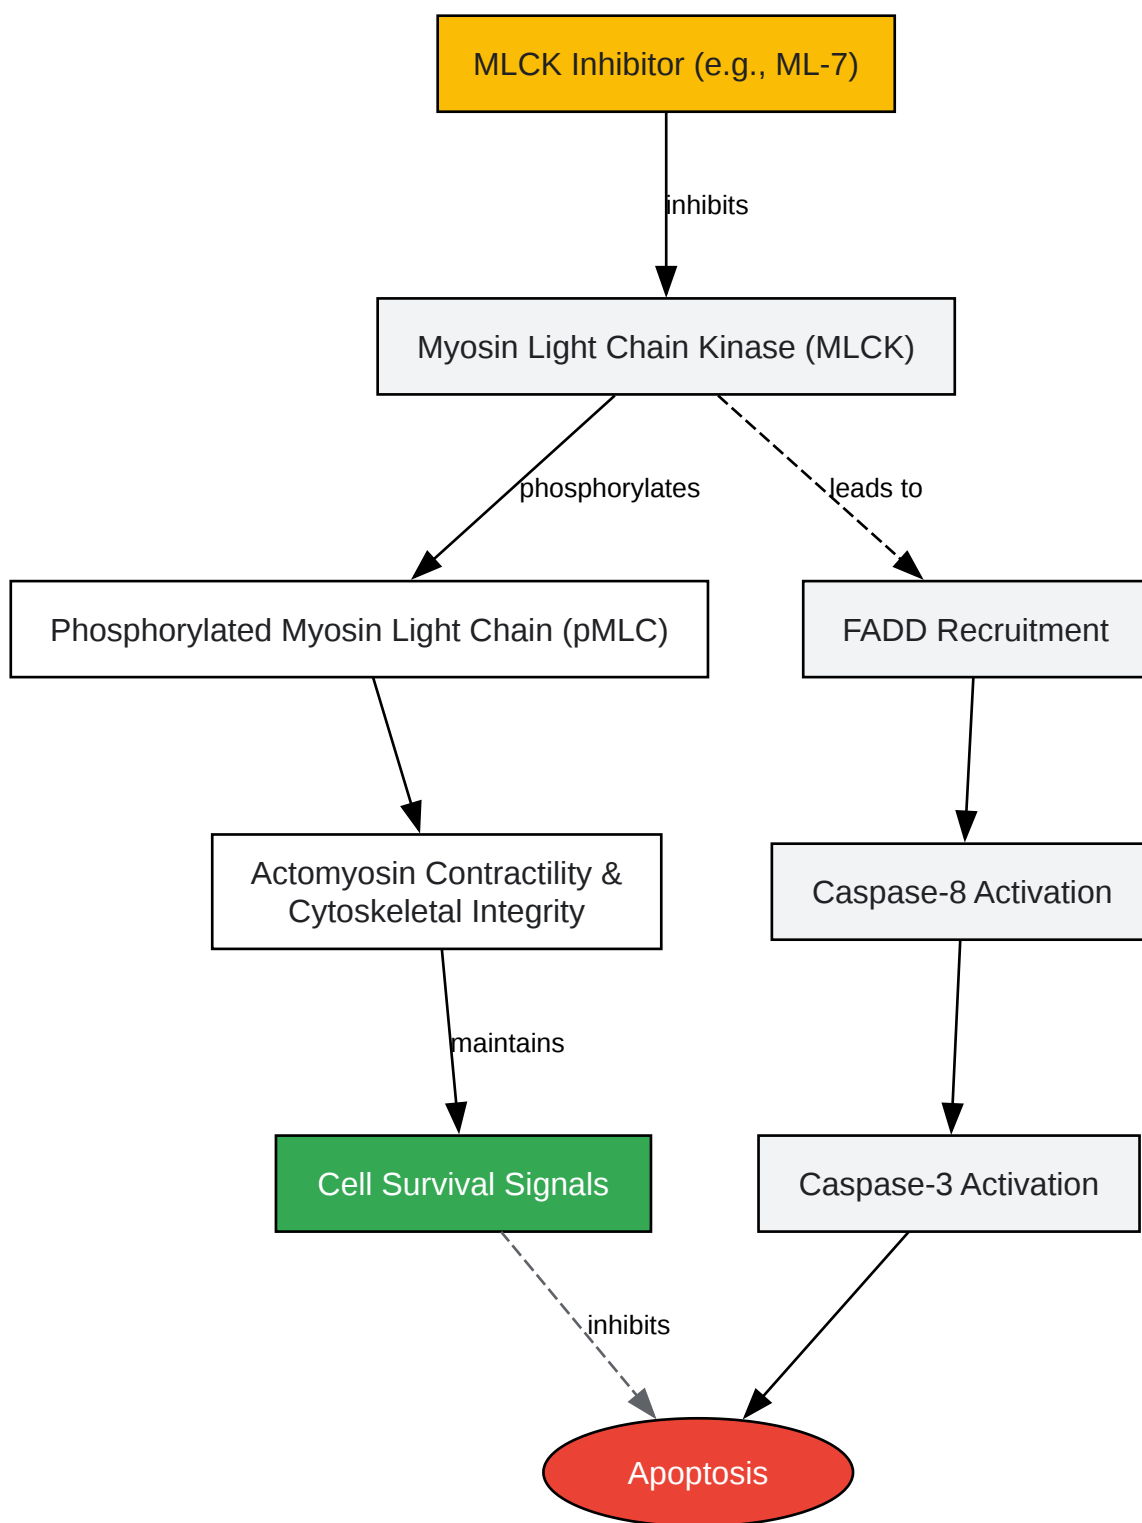 MLCK Inhibitor (e.g., ML-7)
inhibits
Myosin Light Chain Kinase (MLCK)
phosphorylates
leads to
Phosphorylated Myosin Light Chain (pMLC)
FADD Recruitment
Actomyosin Contractility &
Cytoskeletal Integrity
Caspase-8 Activation
maintains
Cell Survival Signals
Caspase-3 Activation
inhibits
Apoptosis